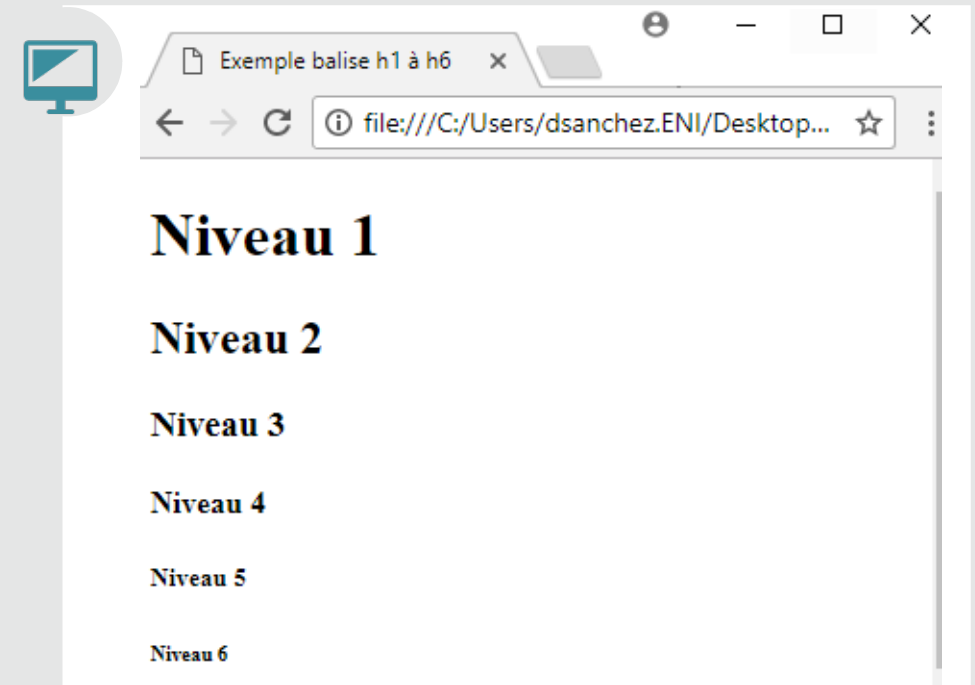 Exemple balise h1 à h6
file:///C:/Users/dsanchez.ENI/Desktop...
Niveau 1
Niveau 2
Niveau 3
Niveau 4
Niveau 5
Niveau 6